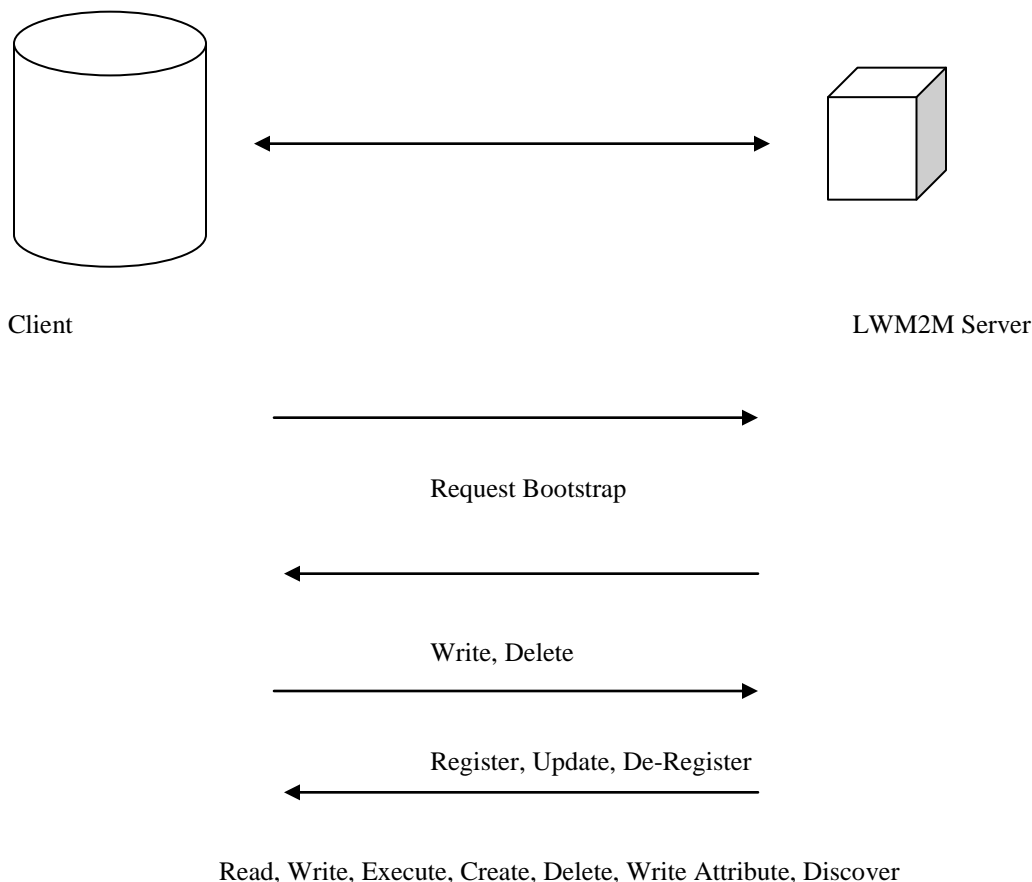 Client
LWM2M Server
Request Bootstrap
Write, Delete
Register, Update, De-Register
Read, Write, Execute, Create, Delete, Write Attribute, Discover